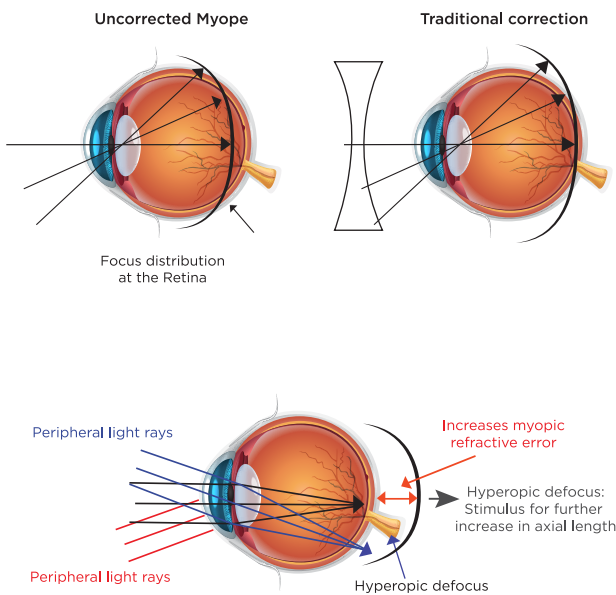 Uncorrected Myope
Traditional correction
Focus distribution
at the Retina
Peripheral light rays
Increases myopic
refractive error
Hyperopic defocus:
Stimulus for further
increase in axial length
Peripheral light rays
Hyperopic defocus